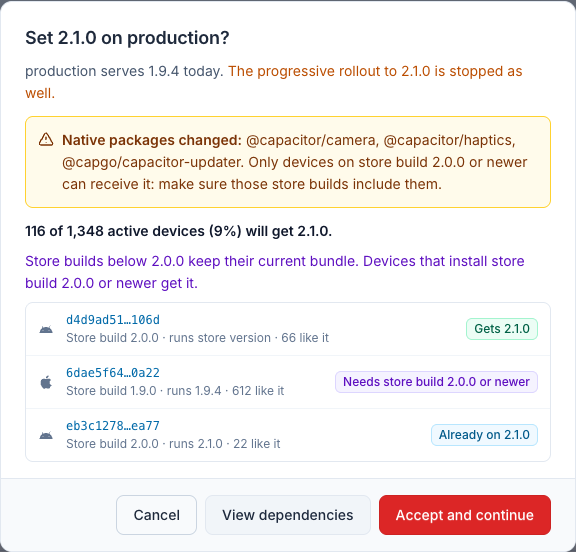 Set 2.1.0 on production?
production serves 1.9.4 today. The progressive rollout to 2.1.0 is stopped as
well.
Native packages changed: @capacitor/camera, @capacitor/haptics,
@capgo/capacitor-updater. Only devices on store build 2.0.0 or newer
can receive it: make sure those store builds include them.
116 of 1,348 active devices (9%) will get 2.1.0.
Store builds below 2.0.0 keep their current bundle. Devices that install store
build 2.0.0 or newer get it.
d4d9ad51…106d
Store build 2.0.0 · runs store version · 66 like it
Gets 2.1.0
6dae5f64…0a22
Store build 1.9.0 · runs 1.9.4 · 612 like it
Needs store build 2.0.0 or newer
eb3c1278…ea77
Store build 2.0.0 · runs 2.1.0 · 22 like it
Already on 2.1.0
Cancel
View dependencies
Accept and continue